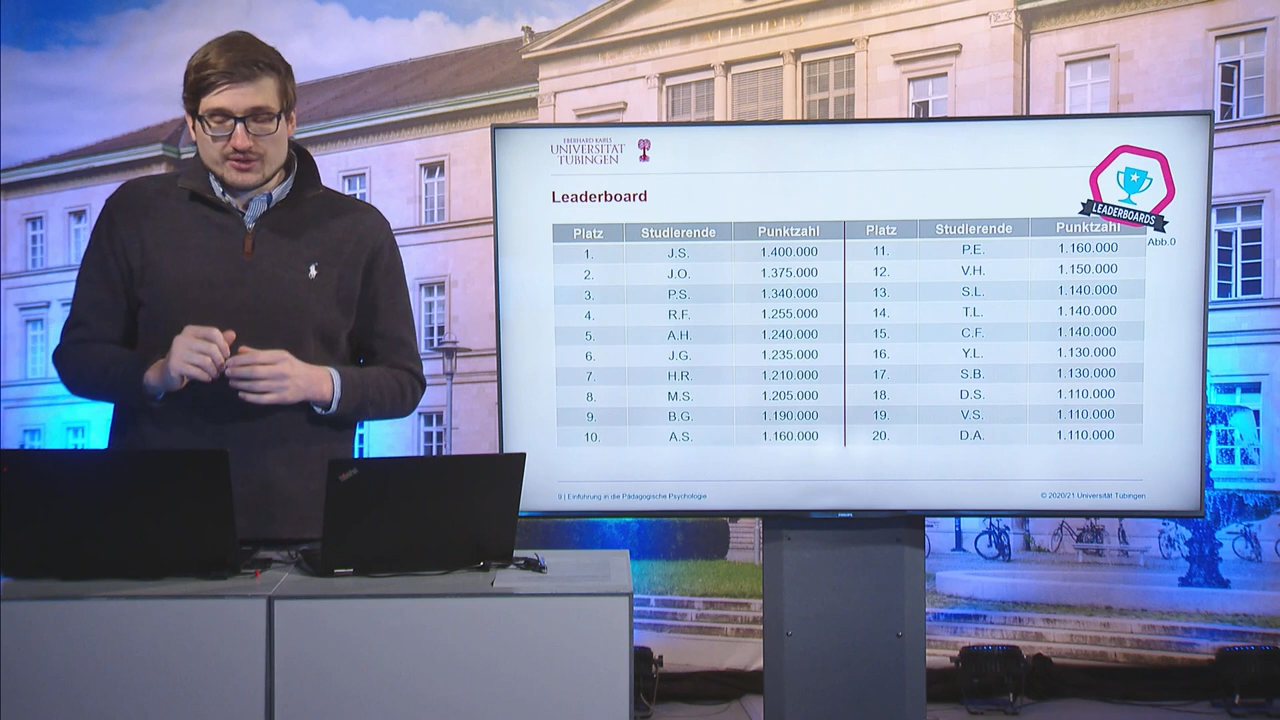 EBERHARD KARLS
UNIVERSITÄT
TÜBINGEN
LEADERBOARDS
Leaderboard
Abb.0
Platz Studierende Punktzahl Platz Studierende Punktzahl
1. J.S. 1.400.000 11. P.E. 1.160.000
2. J.O. 1.375.000 12. V.H. 1.150.000
3. P.S. 1.340.000 13. S.L. 1.140.000
4. R.F. 1.255.000 14. T.L. 1.140.000
5. A.H. 1.240.000 15. C.F. 1.140.000
6. J.G. 1.235.000 16. Y.L. 1.130.000
7. H.R. 1.210.000 17. S.B. 1.130.000
8. M.S. 1.205.000 18. D.S. 1.110.000
9. B.G. 1.190.000 19. V.S. 1.110.000
10. A.S. 1.160.000 20. D.A. 1.110.000
| Einführung in die Pädagogische Psychologie
© 2020/21 Universität Tübingen
PHILIPS